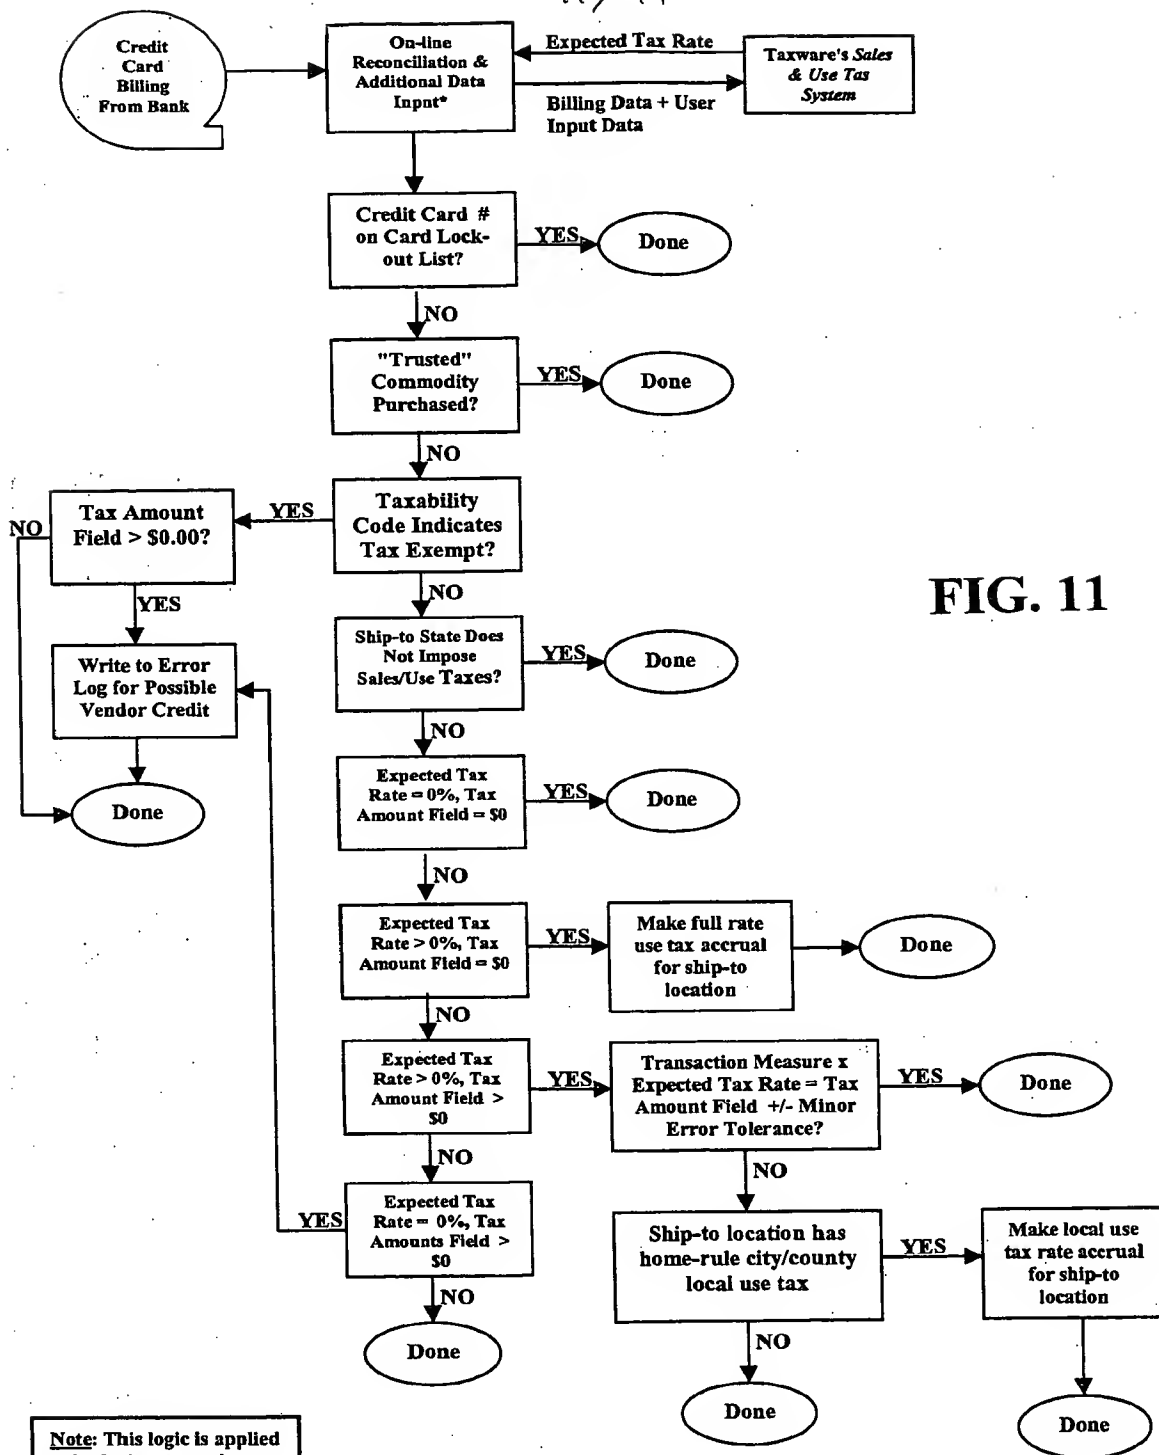 Credit
Card
Billing
From Bank
On-line
Reconciliation &
Additional Data
Inpnt*
Expected Tax Rate
Billing Data + User
Input Data
Taxware's Sales
& Use Tas
System
Credit Card #
on Card Lock-
out List?
YES
Done
NO
"Trusted"
Commodity
Purchased?
YES
Done
NO
Taxability
Code Indicates
Tax Exempt?
YES
Tax Amount
Field > $0.00?
NO
YES
Write to Error
Log for Possible
Vendor Credit
Done
NO
FIG. 11
Ship-to State Does
Not Impose
Sales/Use Taxes?
YES
Done
NO
Expected Tax
Rate = 0%, Tax
Amount Field = $0
YES
Done
NO
Expected Tax
Rate > 0%, Tax
Amount Field = $0
YES
Make full rate
use tax accrual
for ship-to
location
Done
NO
Expected Tax
Rate > 0%, Tax
Amount Field >
$0
YES
Transaction Measure x
Expected Tax Rate = Tax
Amount Field +/- Minor
Error Tolerance?
YES
Done
NO
NO
Expected Tax
Rate = 0%, Tax
Amounts Field >
$0
YES
NO
Done
Ship-to location has
home-rule city/county
local use tax
YES
Make local use
tax rate accrual
for ship-to
location
NO
Done
Done
Note: This logic is applied